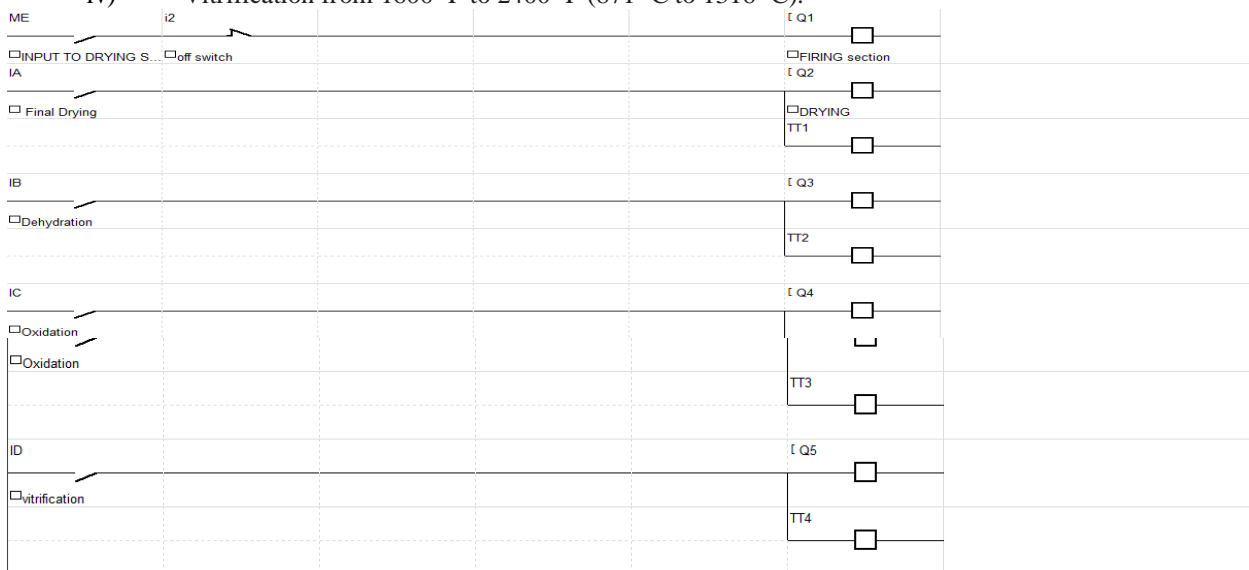 iv) Vitrification from 1600 °F to 2400 °F (871 °C to 1316 °C).
ME i2 [ Q1
INPUT TO DRYING S... off switch FIRING section
IA [ Q2
Final Drying DRYING
TT1
IB [ Q3
Dehydration
TT2
IC [ Q4
Oxidation
Oxidation
TT3
ID [ Q5
vitrification
TT4